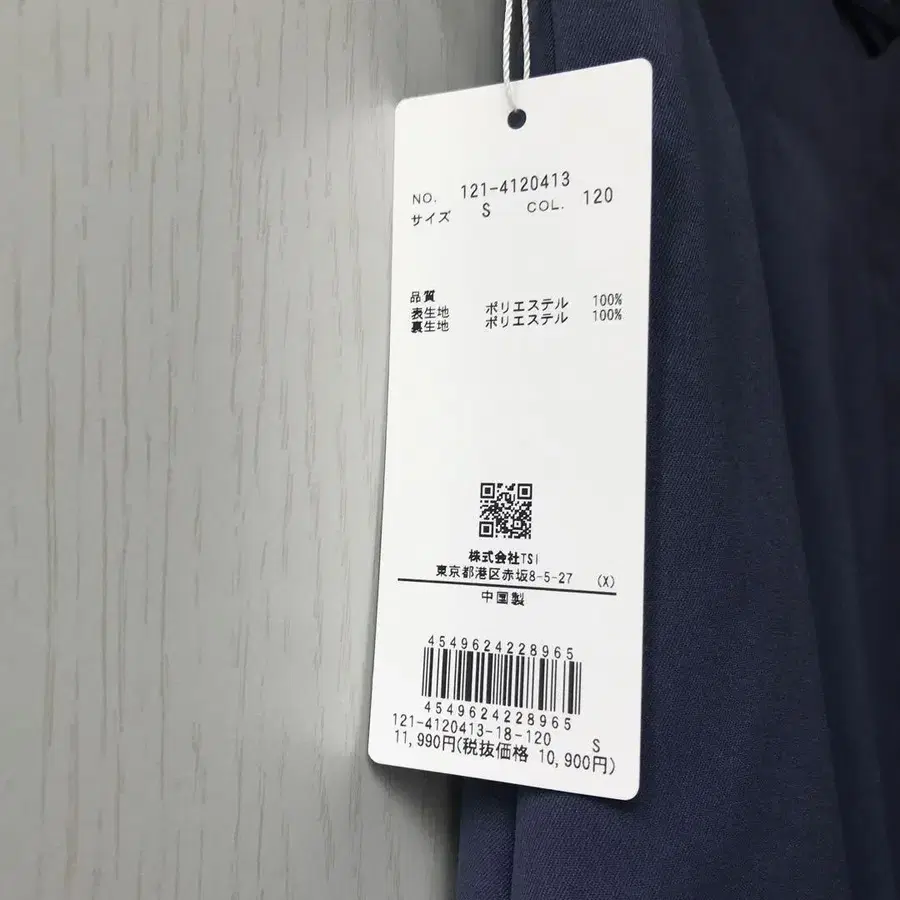 NO. 121-4120413
サイズ S COL. 120
品質
表生地 ポリエステル 100%
裏生地 ポリエステル 100%
株式会社TSI
東京都港区赤坂8-5-27 (X)
中国製
4549624228965
4549624228965
121-4120413-18-120 S
11,990円(税抜価格 10,900円)